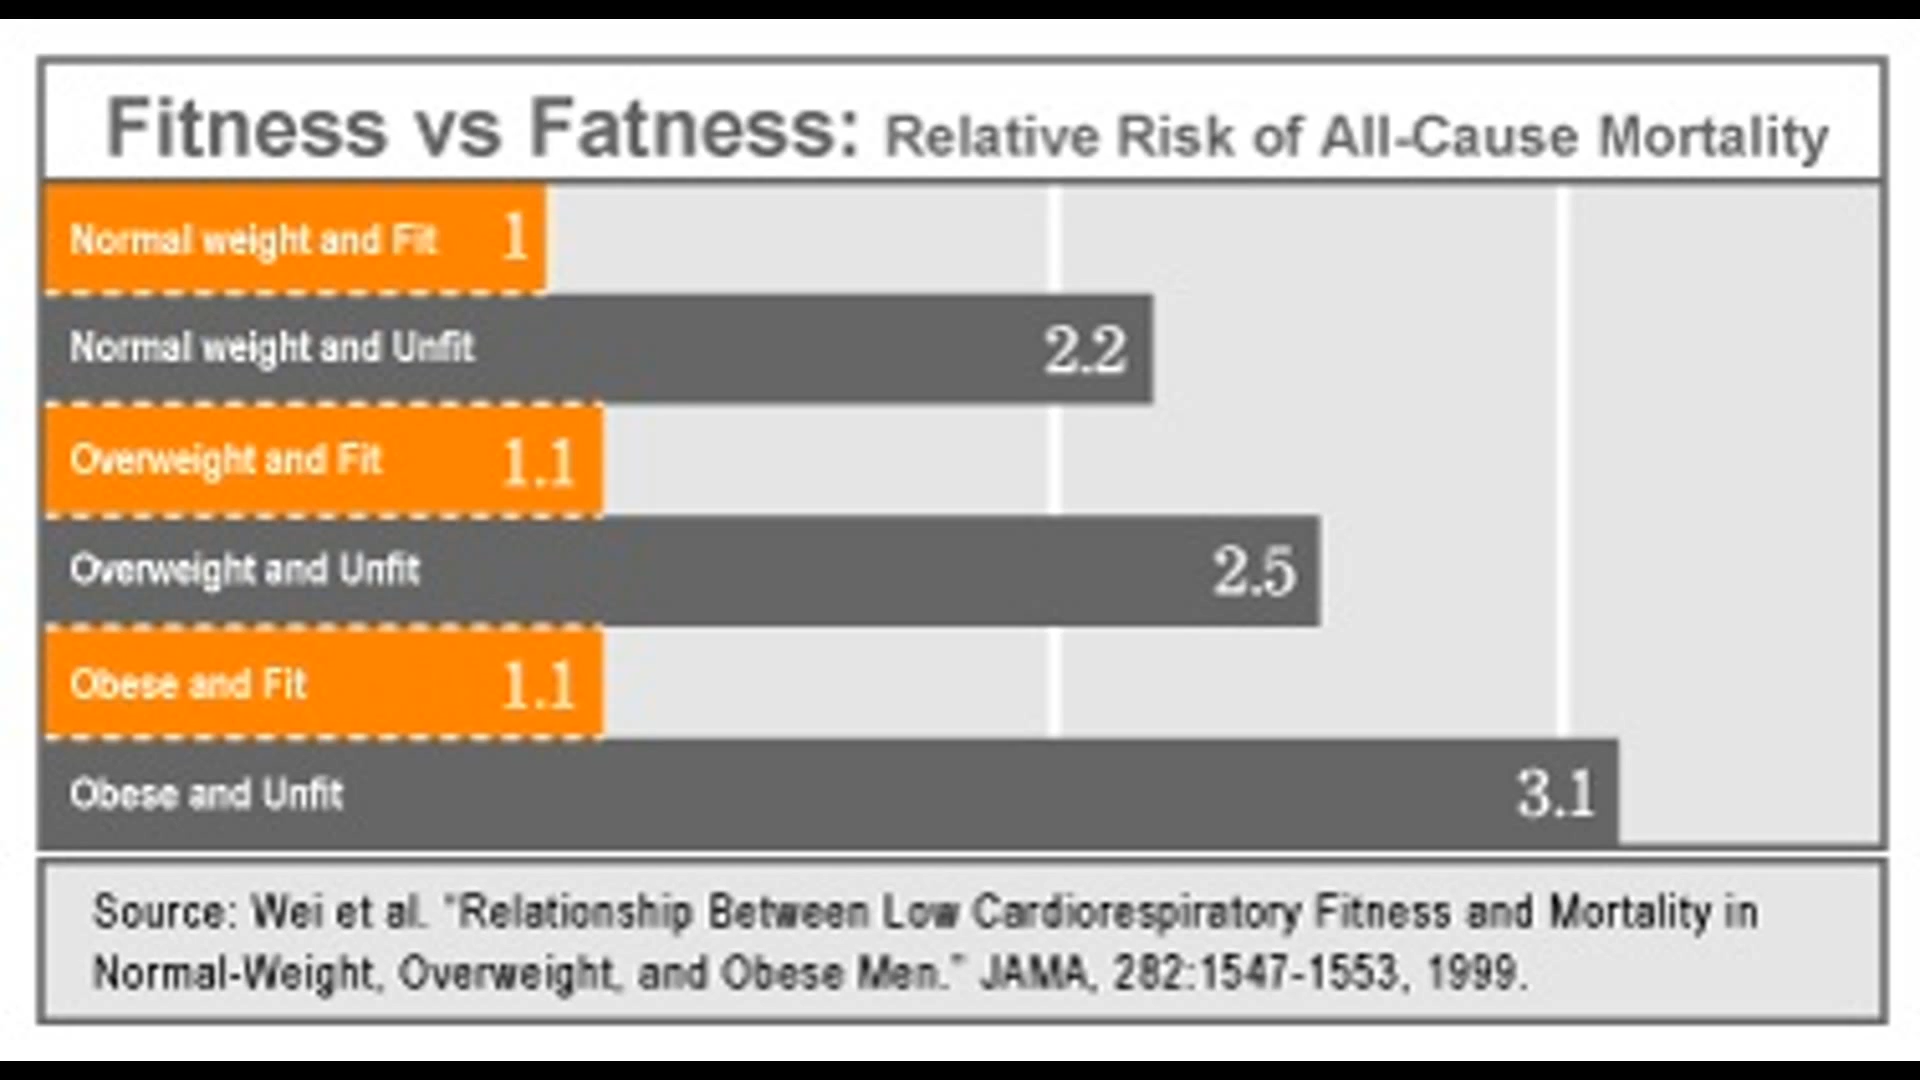 Fitness vs Fatness: Relative Risk of All-Cause Mortality
Normal weight and Fit 1
Normal weight and Unfit 2.2
Overweight and Fit 1.1
Overweight and Unfit 2.5
Obese and Fit 1.1
Obese and Unfit 3.1
Source: Wei et al. "Relationship Between Low Cardiorespiratory Fitness and Mortality in
Normal-Weight, Overweight, and Obese Men." JAMA, 282:1547-1553, 1999.